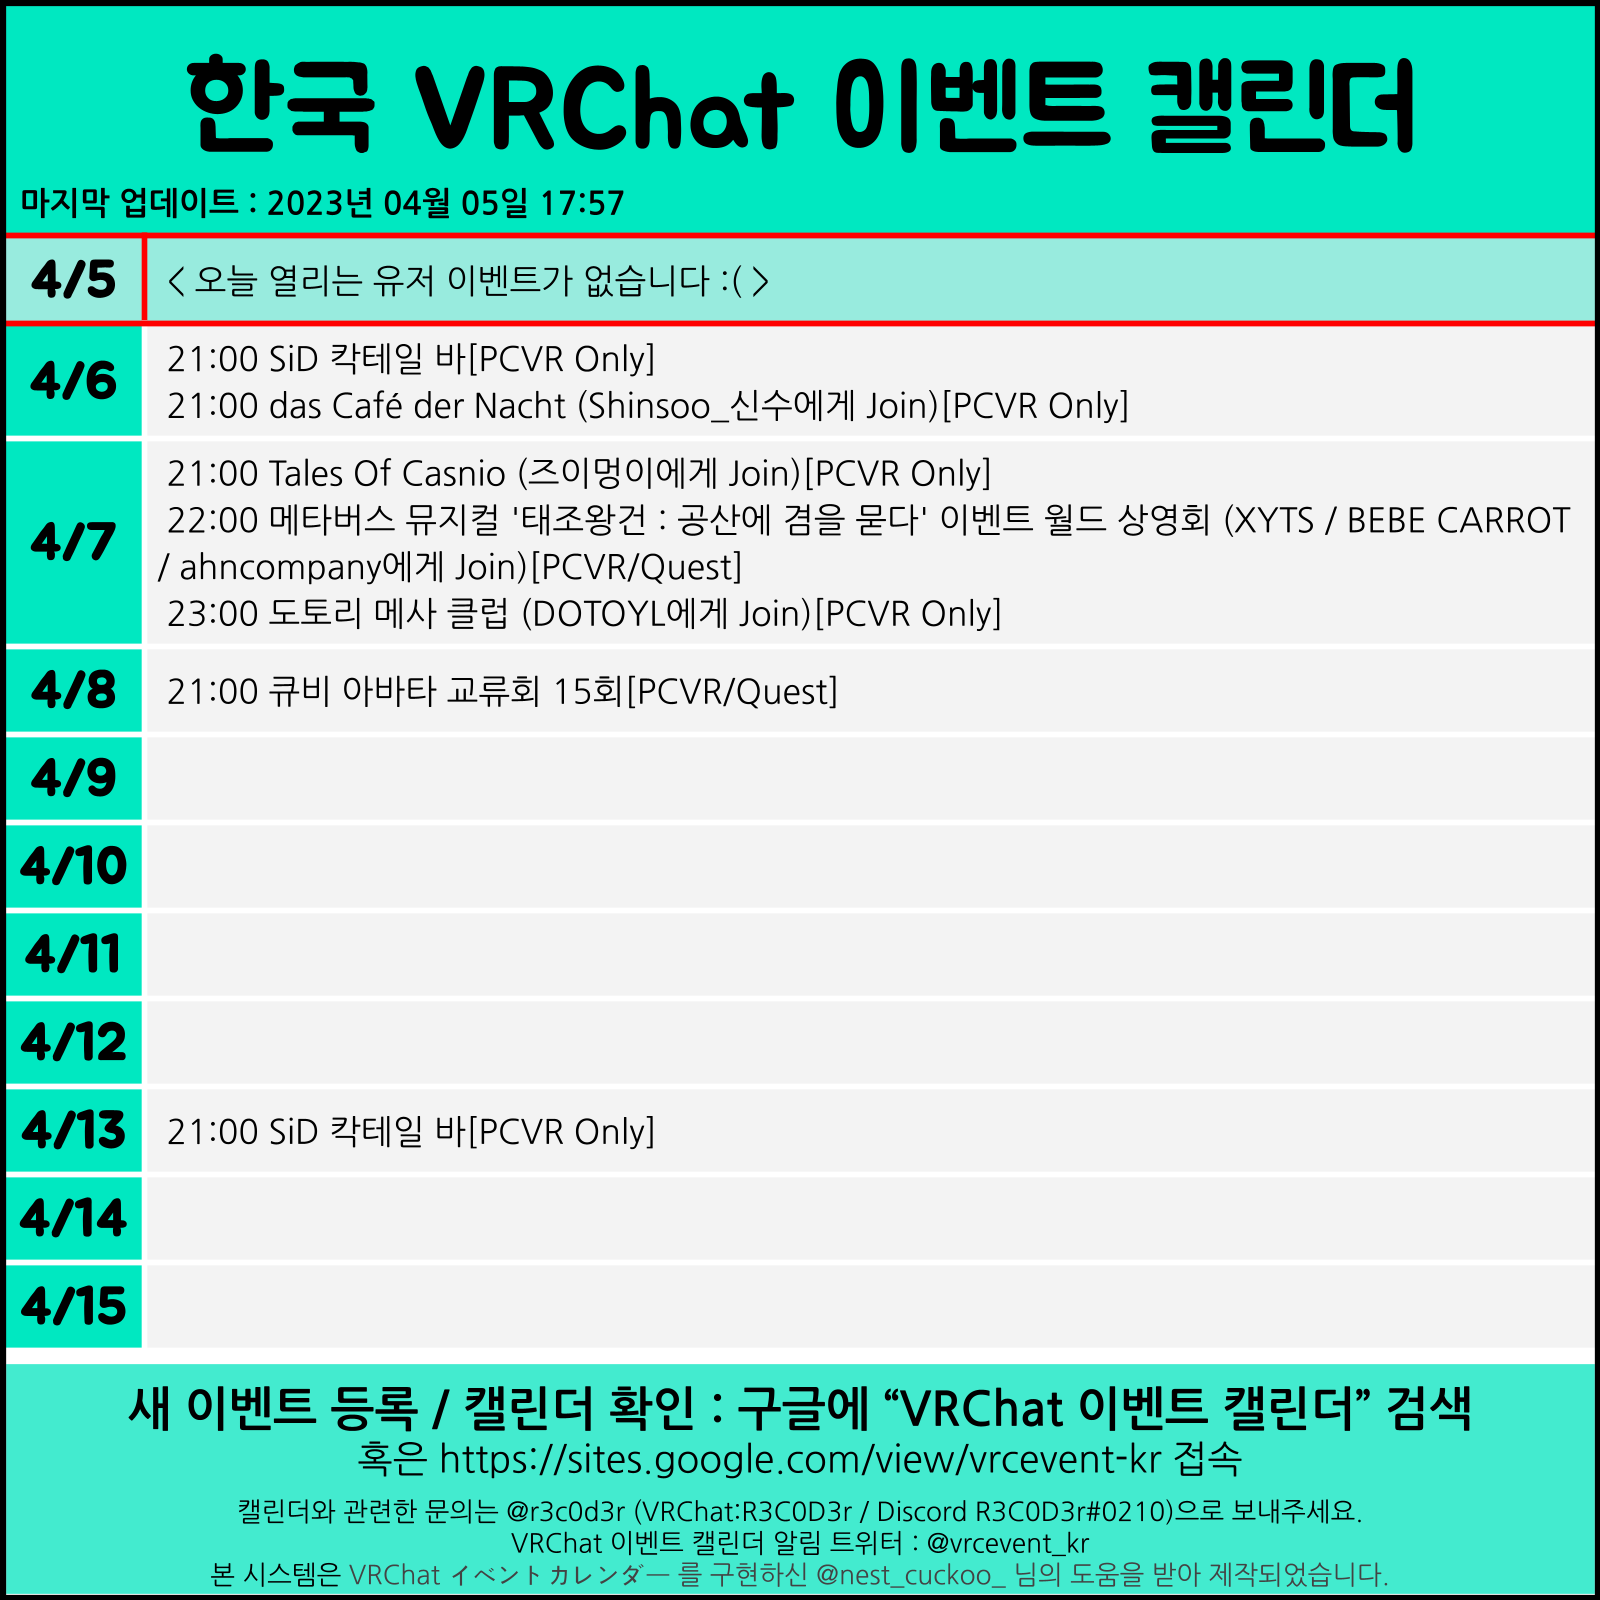 한국 VRChat 이벤트 캘린더
마지막 업데이트 : 2023년 04월 05일 17:57
4/5
< 오늘 열리는 유저 이벤트가 없습니다 :( >
4/6
21:00 SiD 칵테일 바[PCVR Only]
21:00 das Café der Nacht (Shinsoo_신수에게 Join)[PCVR Only]
4/7
21:00 Tales Of Casnio (즈이멍이에게 Join)[PCVR Only]
22:00 메타버스 뮤지컬 '태조왕건 : 공산에 겸을 묻다' 이벤트 월드 상영회 (XYTS / BEBE CARROT
/ ahncompany에게 Join)[PCVR/Quest]
23:00 도토리 메사 클럽 (DOTOYL에게 Join)[PCVR Only]
4/8
21:00 큐비 아바타 교류회 15회[PCVR/Quest]
4/9
4/10
4/11
4/12
4/13
21:00 SiD 칵테일 바[PCVR Only]
4/14
4/15
새 이벤트 등록 / 캘린더 확인 : 구글에 “VRChat 이벤트 캘린더” 검색
혹은 https://sites.google.com/view/vrcevent-kr 접속
캘린더와 관련한 문의는 @r3c0d3r (VRChat:R3C0D3r / Discord R3C0D3r#0210)으로 보내주세요.
VRChat 이벤트 캘린더 알림 트위터 : @vrcevent_kr
본 시스템은 VRChat イベントカレンダー 를 구현하신 @nest_cuckoo_ 님의 도움을 받아 제작되었습니다.